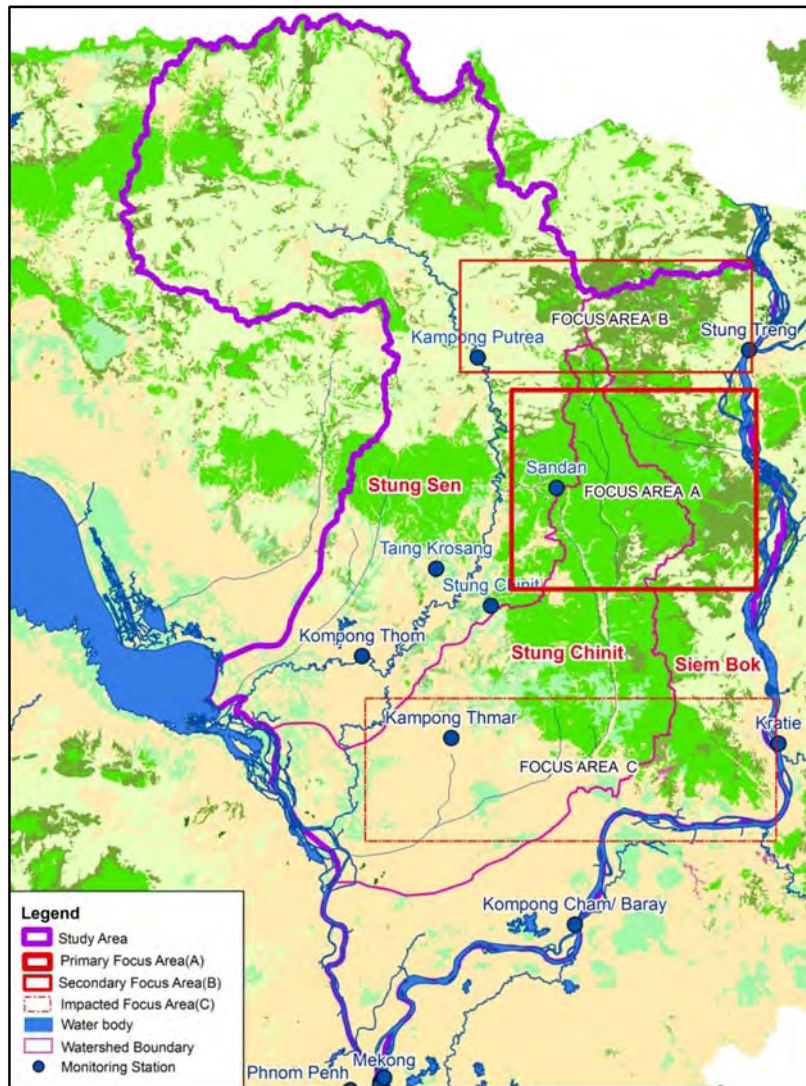 FOCUS AREA B
Stung Treng
Kampong Putrea
Sandan
FOCUS AREA A
Stung Sen
Taing Krosang
Stung Chinit
Kompong Thom
Stung Chinit
Siem Bok
Kampong Thmar
Kratie
FOCUS AREA C
Kompong Cham/ Baray
Legend
Study Area
Primary Focus Area(A)
Secondary Focus Area(B)
Impacted Focus Area(C)
Water body
Watershed Boundary
Monitoring Station
Mekong
Phnom Penh